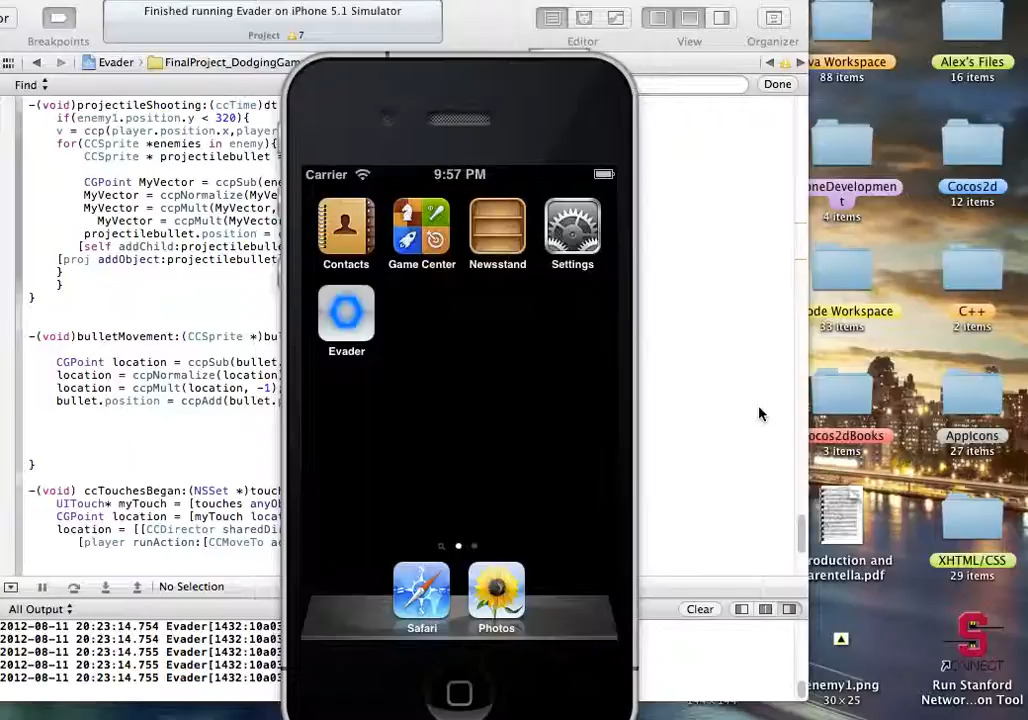 or
Finished running Evader on iPhone 5.1 Simulator
Project 7
Breakpoints
Editor
View
Organizer
Evader
FinalProject_DodgingGam
Find
Done
-(void)projectileShooting:(ccTime)dt
if(enemy1.position.y < 320){
v = ccp(player.position.x,player
for(CCSprite *enemies in enemy){
CCSprite * projectilebullet =
CGPoint MyVector = ccpSub(ene
MyVector = ccpNormalize(MyVe
MyVector = ccpMult(MyVector,
MyVector = ccpMult(MyVector,
projectilebullet.position =
[self addChild:projectilebull
[proj addObject:projectilebullet
}
}
}
-(void)bulletMovement:(CCSprite *)bul
CGPoint location = ccpSub(bullet.
location = ccpNormalize(location)
location = ccpMult(location, -1)
bullet.position = ccpAdd(bullet.p
}
-(void) ccTouchesBegan:(NSSet *)touch
UITouch* myTouch = [touches anyOb
CGPoint location = [myTouch locat
location = [[CCDirector sharedDi
[player runAction:[CCMoveTo ac
No Selection
All Output
Clear
2012-08-11 20:23:14.754 Evader[1432:10a03
2012-08-11 20:23:14.754 Evader[1432:10a03
2012-08-11 20:23:14.755 Evader[1432:10a03
2012-08-11 20:23:14.755 Evader[1432:10a03
2012-08-11 20:23:14.755 Evader[1432:10a03
Carrier
9:57 PM
Contacts
Game Center
Newsstand
Settings
Evader
Safari
Photos
va Workspace
88 items
Alex's Files
16 items
oneDevelopmen
t
4 items
Cocos2d
12 items
ode Workspace
33 items
C++
2 items
ocos2dBooks
3 items
AppIcons
27 items
roduction and
arentella.pdf
XHTML/CSS
29 items
enemy1.png
30×25
CONNECT
Run Stanford
Networ...on Tool